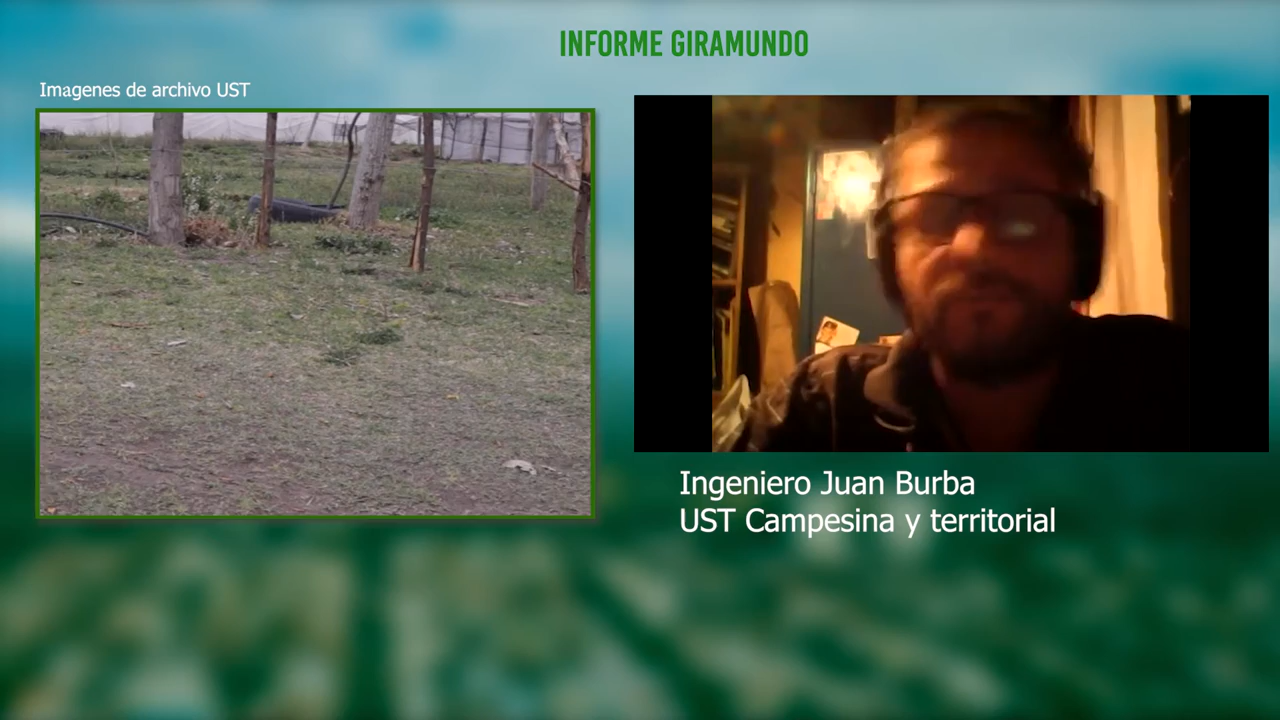 INFORME GIRAMUNDO
Imagenes de archivo UST
Ingeniero Juan Burba
UST Campesina y territorial